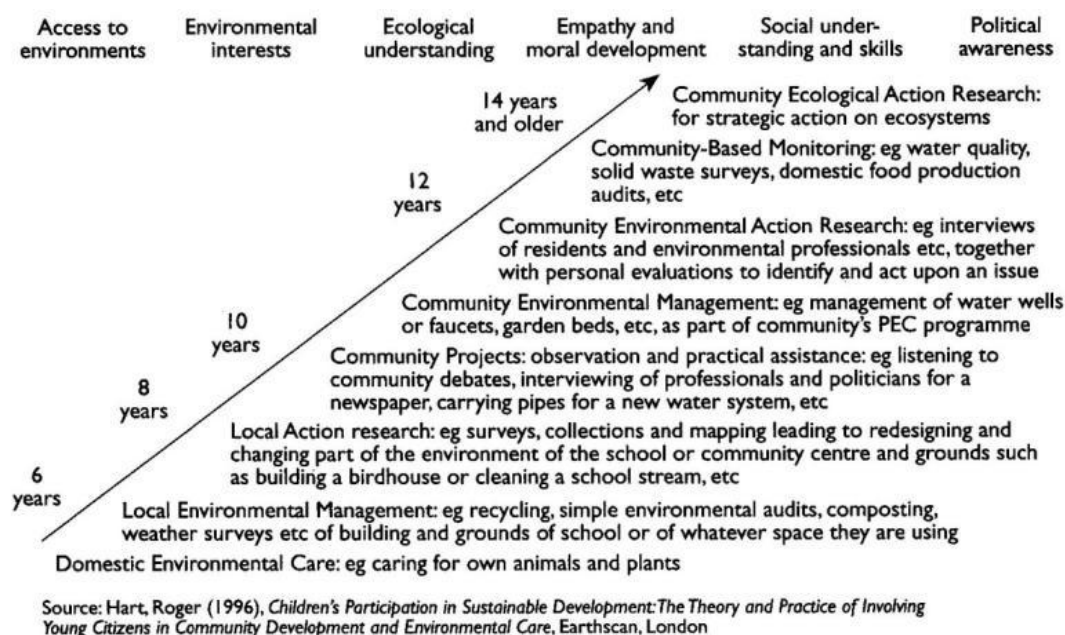 Access to environments
Environmental interests
Ecological understanding
Empathy and moral development
Social under-standing and skills
Political awareness
14 years and older
Community Ecological Action Research:
for strategic action on ecosystems
Community-Based Monitoring: eg water quality,
solid waste surveys, domestic food production
audits, etc
12 years
Community Environmental Action Research: eg interviews
of residents and environmental professionals etc, together
with personal evaluations to identify and act upon an issue
Community Environmental Management: eg management of water wells
or faucets, garden beds, etc, as part of community's PEC programme
10 years
Community Projects: observation and practical assistance: eg listening to
community debates, interviewing of professionals and politicians for a
newspaper, carrying pipes for a new water system, etc
8 years
Local Action research: eg surveys, collections and mapping leading to redesigning and
changing part of the environment of the school or community centre and grounds such
as building a birdhouse or cleaning a school stream, etc
6 years
Local Environmental Management: eg recycling, simple environmental audits, composting,
weather surveys etc of building and grounds of school or of whatever space they are using
Domestic Environmental Care: eg caring for own animals and plants
Source: Hart, Roger (1996), Children's Participation in Sustainable Development: The Theory and Practice of Involving
Young Citizens in Community Development and Environmental Care, Earthscan, London